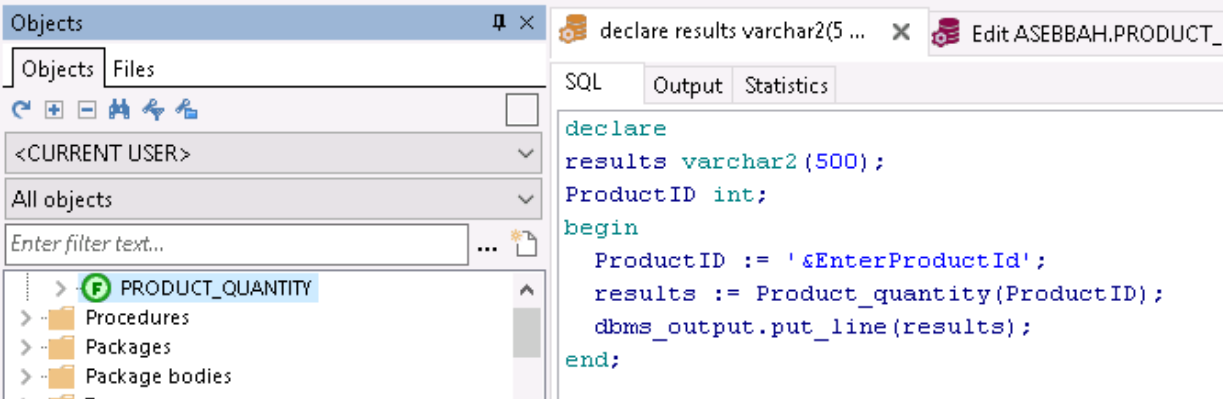 Objects
Objects Files
<CURRENT USER>
All objects
Enter filter text...
...
F PRODUCT_QUANTITY
Procedures
Packages
Package bodies
declare results varchar2(5 ...
Edit ASEBBAH.PRODUCT_
SQL Output Statistics
declare
results varchar2(500);
ProductID int;
begin
ProductID := '&EnterProductId';
results := Product_quantity(ProductID);
dbms_output.put_line(results);
end;